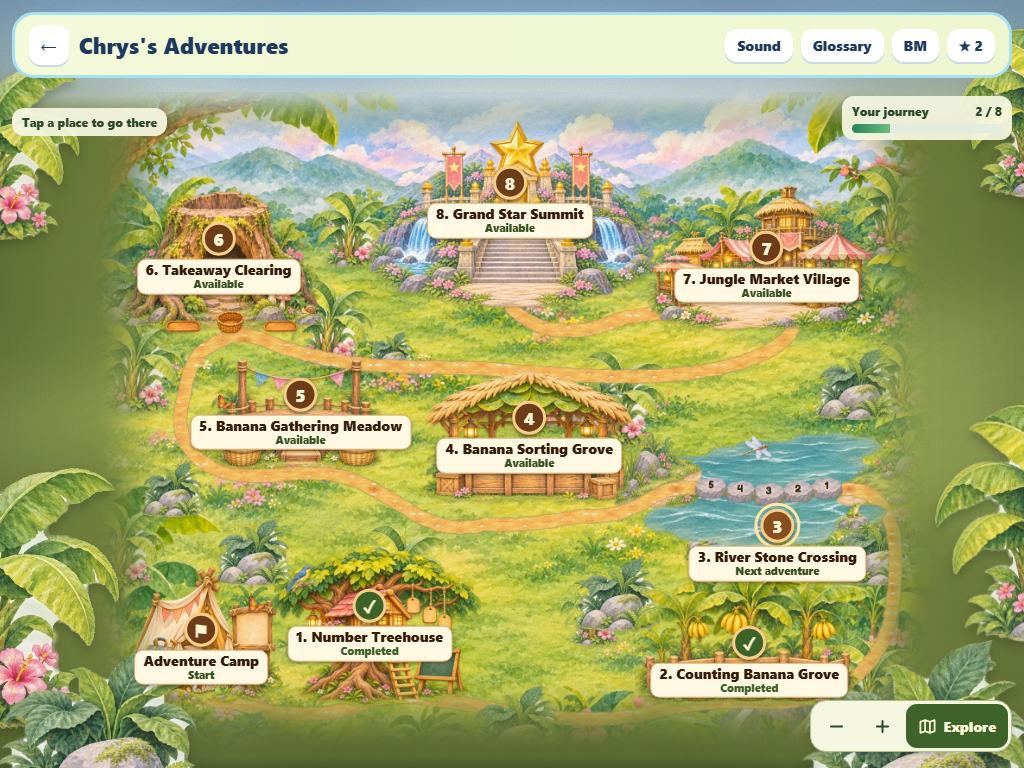 ← Chrys's Adventures
Sound
Glossary
BM
★ 2
Tap a place to go there
Your journey 2 / 8
8
8. Grand Star Summit
Available
6
6. Takeaway Clearing
Available
7
7. Jungle Market Village
Available
5
5. Banana Gathering Meadow
Available
4
4. Banana Sorting Grove
Available
5 4 3 2 1
3
3. River Stone Crossing
Next adventure
✓
1. Number Treehouse
Completed
Adventure Camp
Start
✓
2. Counting Banana Grove
Completed
− + Explore